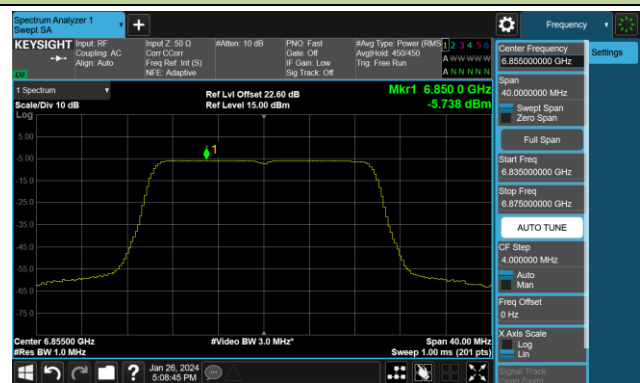 Spectrum Analyzer 1
Swept SA
Frequency
KEYSIGHT
Input: RF
Coupling: AC
Align: Auto
Input Z: 50 Ω
Corr CCorr
Freq Ref: Int (S)
NFE: Adaptive
#Atten: 10 dB
PNO: Fast
Gate: Off
IF Gain: Low
Sig Track: Off
#Avg Type: Power (RMS
Avg|Hold: 450/450
Trig: Free Run
1 2 3 4 5 6
A W W W W W
A N N N N N
LXI
Center Frequency
6.855000000 GHz
Settings
Span
40.0000000 MHz
Swept Span
Zero Span
Full Span
Start Freq
6.835000000 GHz
Stop Freq
6.875000000 GHz
AUTO TUNE
CF Step
4.000000 MHz
Auto
Man
Freq Offset
0 Hz
X Axis Scale
Log
Lin
Signal Track
(Span Zoom)
1 Spectrum
Scale/Div 10 dB
Log
Ref Lvl Offset 22.60 dB
Ref Level 15.00 dBm
Mkr1 6.850 0 GHz
-5.738 dBm
1
5.00
-5.00
-15.0
-25.0
-35.0
-45.0
-55.0
-65.0
-75.0
Center 6.85500 GHz
#Res BW 1.0 MHz
#Video BW 3.0 MHz*
Span 40.00 MHz
Sweep 1.00 ms (201 pts)
?
Jan 26, 2024
5:08:45 PM